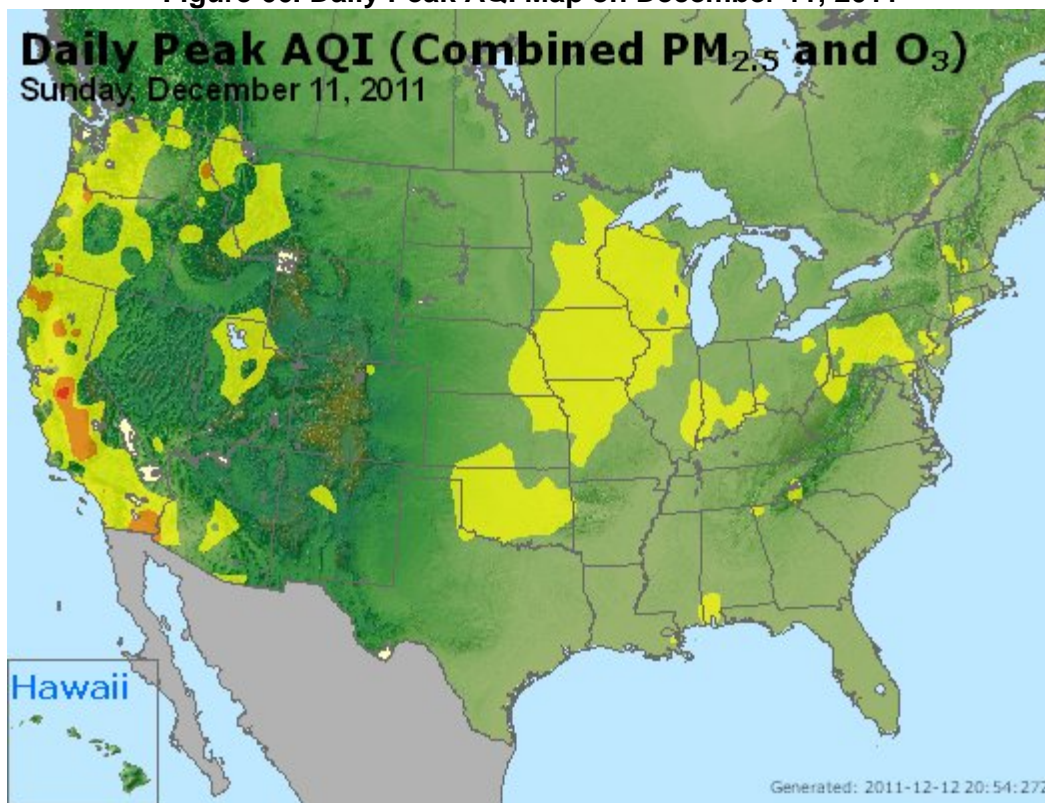 Daily Peak AQI (Combined PM2.5 and O3)
Sunday, December 11, 2011
Hawaii
Generated: 2011-12-12 20:54:27Z